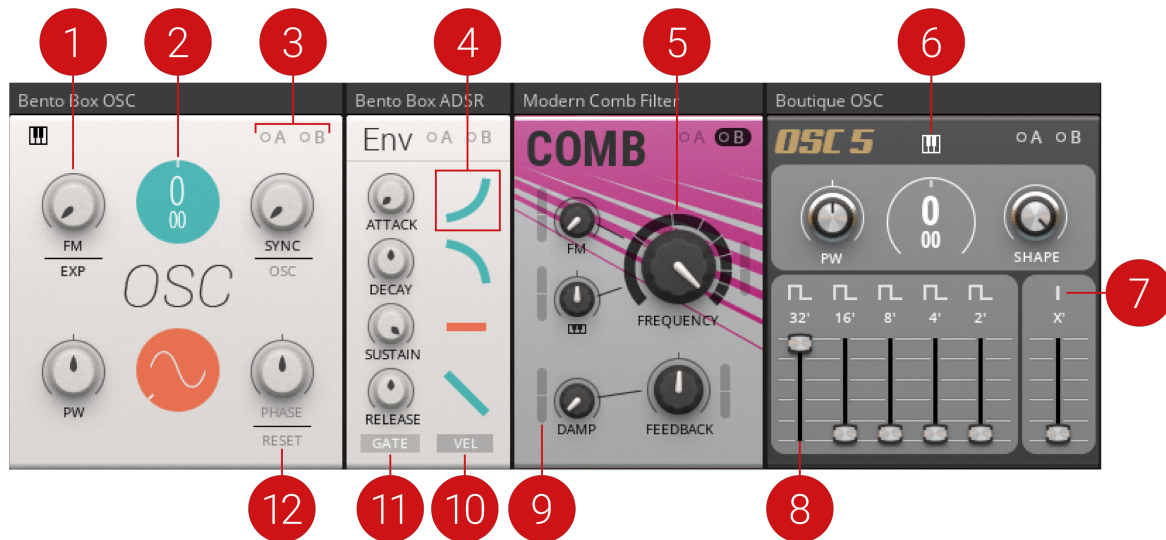 1 2 3 4 5 6
Bento Box OSC Bento Box ADSR Modern Comb Filter Boutique OSC
A B Env A B COMB A B OSC 5 A B
0
00
FM SYNC
EXP OSC
OSC
PW PHASE
RESET
ATTACK
DECAY
SUSTAIN
RELEASE
GATE VEL
FM
FREQUENCY
DAMP FEEDBACK
0
00
PW SHAPE
32' 16' 8' 4' 2' X'
7
12 11 10 9 8